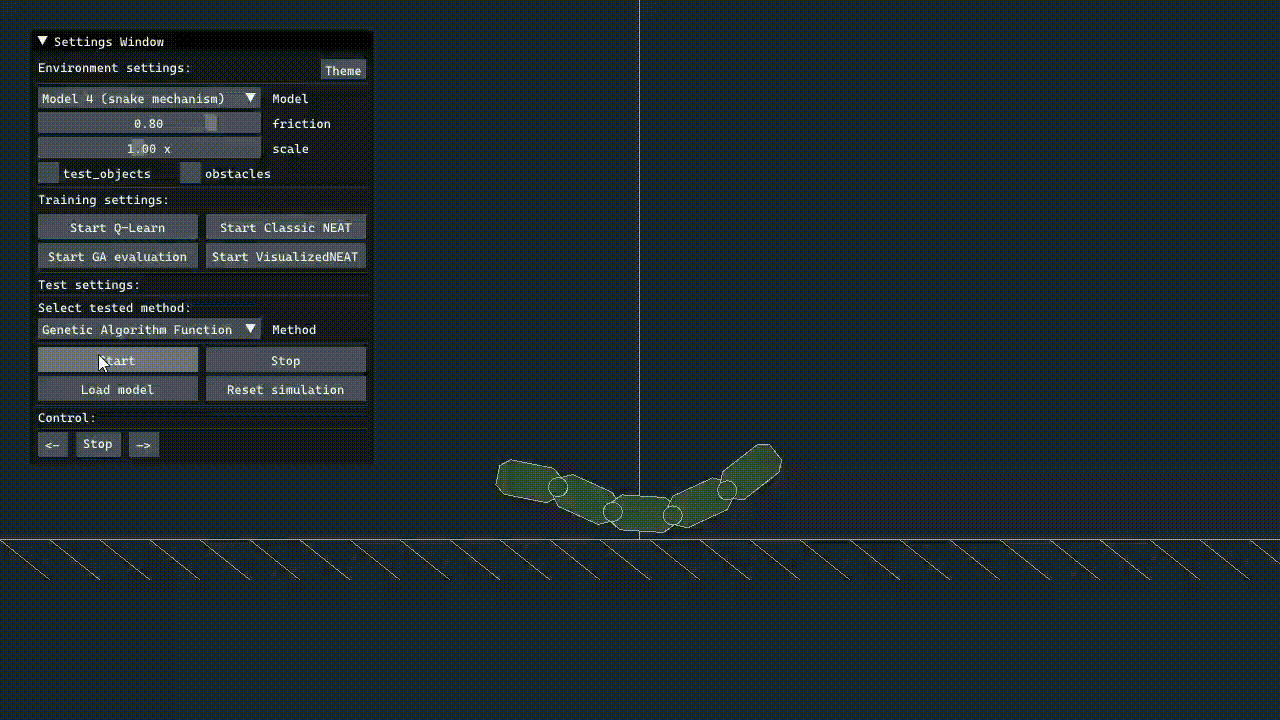 Settings Window
Environment settings: Theme
Model 4 (snake mechanism) Model
0.80 friction
1.00 x scale
test_objects obstacles
Training settings:
Start Q-Learn Start Classic NEAT
Start GA evaluation Start VisualizedNEAT
Test settings:
Select tested method:
Genetic Algorithm Function Method
Start Stop
Load model Reset simulation
Control:
<- Stop ->